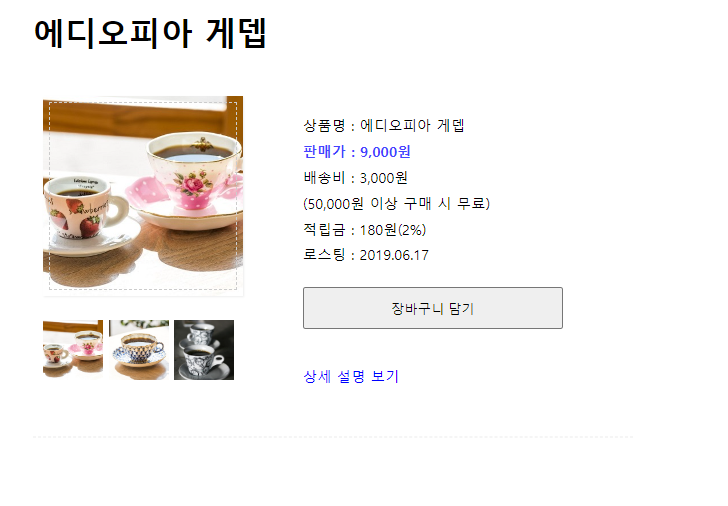 에디오피아 게뎁
상품명 : 에디오피아 게뎁
판매가 : 9,000원
배송비 : 3,000원
(50,000원 이상 구매 시 무료)
적립금 : 180원(2%)
로스팅 : 2019.06.17
장바구니 담기
상세 설명 보기